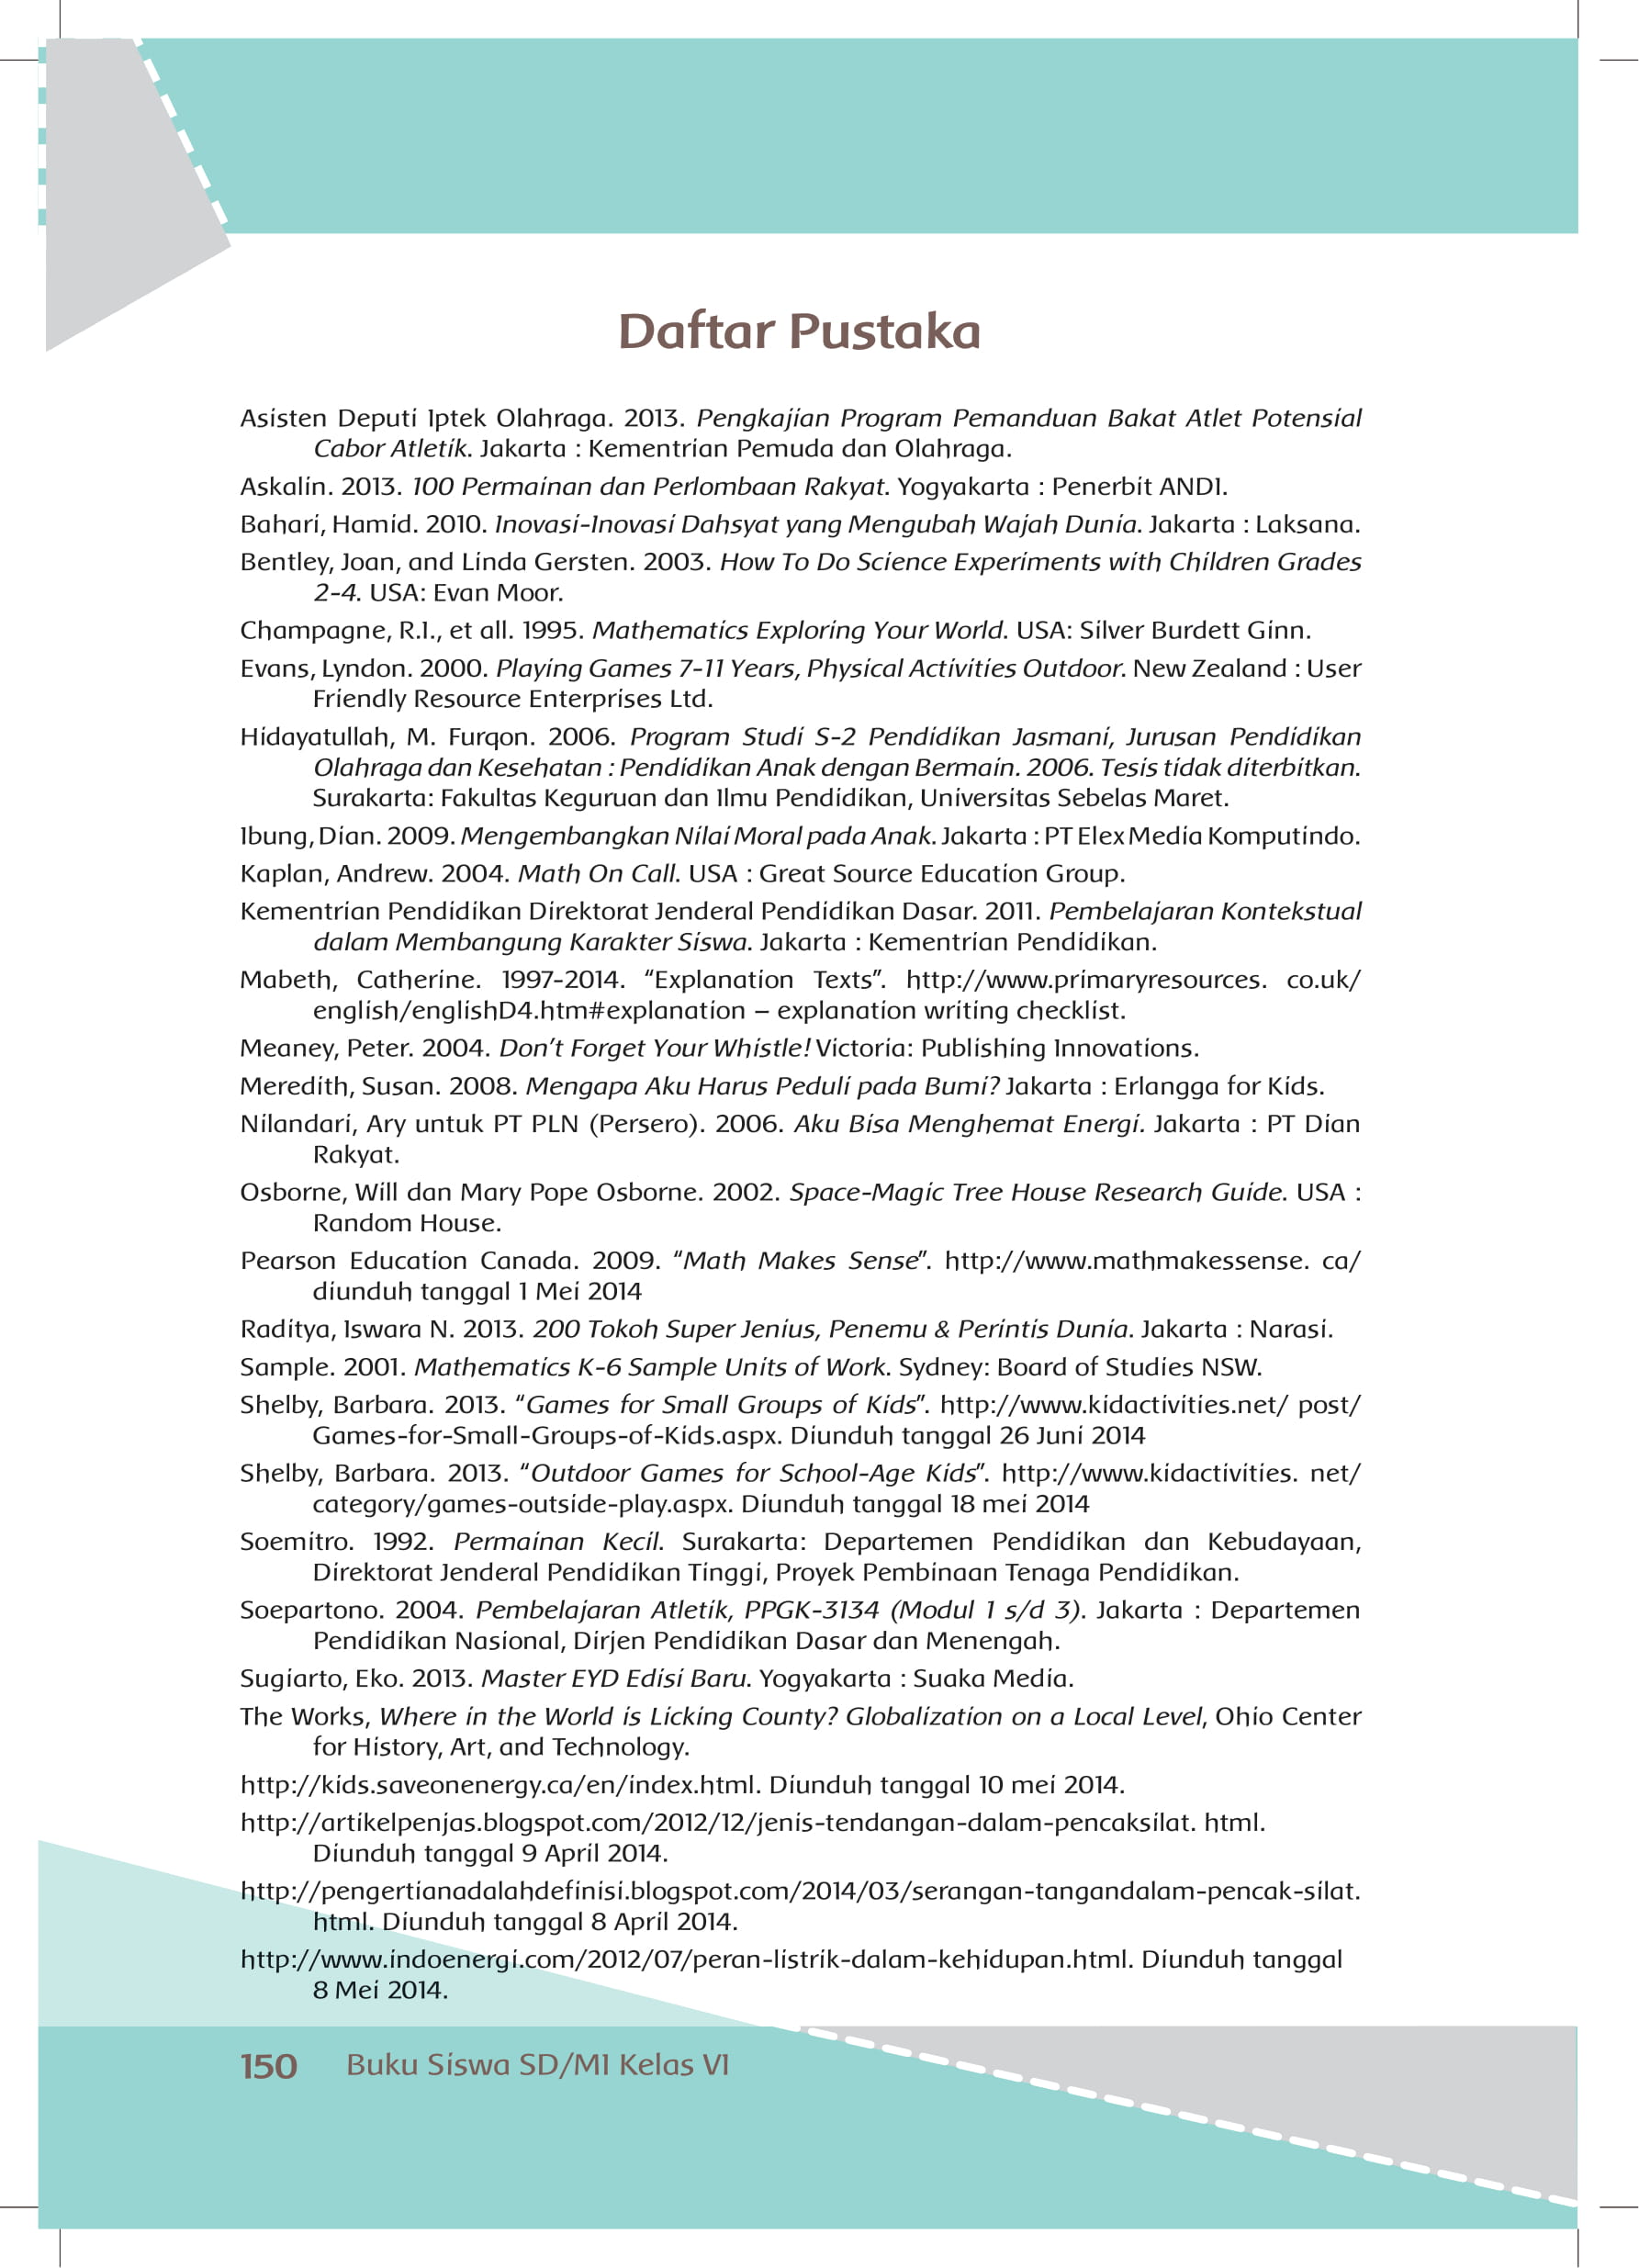 Daftar Pustaka
Asisten Deputi Iptek Olahraga. 2013. Pengkajian Program Pemanduan Bakat Atlet Potensial
Cabor Atletik. Jakarta : Kementrian Pemuda dan Olahraga.
Askalin. 2013. 100 Permainan dan Perlombaan Rakyat. Yogyakarta : Penerbit ANDI.
Bahari, Hamid. 2010. Inovasi-Inovasi Dahsyat yang Mengubah Wajah Dunia. Jakarta : Laksana.
Bentley, Joan, and Linda Gersten. 2003. How To Do Science Experiments with Children Grades
2-4. USA: Evan Moor.
Champagne, R.I., et all. 1995. Mathematics Exploring Your World. USA: Silver Burdett Ginn.
Evans, Lyndon. 2000. Playing Games 7-11 Years, Physical Activities Outdoor. New Zealand : User
Friendly Resource Enterprises Ltd.
Hidayatullah, M. Furqon. 2006. Program Studi S-2 Pendidikan Jasmani, Jurusan Pendidikan
Olahraga dan Kesehatan : Pendidikan Anak dengan Bermain. 2006. Tesis tidak diterbitkan.
Surakarta: Fakultas Keguruan dan Ilmu Pendidikan, Universitas Sebelas Maret.
Ibung, Dian. 2009. Mengembangkan Nilai Moral pada Anak. Jakarta : PT Elex Media Komputindo.
Kaplan, Andrew. 2004. Math On Call. USA : Great Source Education Group.
Kementrian Pendidikan Direktorat Jenderal Pendidikan Dasar. 2011. Pembelajaran Kontekstual
dalam Membangung Karakter Siswa. Jakarta : Kementrian Pendidikan.
Mabeth, Catherine. 1997-2014. “Explanation Texts”. http://www.primaryresources. co.uk/
english/englishD4.htm#explanation – explanation writing checklist.
Meaney, Peter. 2004. Don’t Forget Your Whistle! Victoria: Publishing Innovations.
Meredith, Susan. 2008. Mengapa Aku Harus Peduli pada Bumi? Jakarta : Erlangga for Kids.
Nilandari, Ary untuk PT PLN (Persero). 2006. Aku Bisa Menghemat Energi. Jakarta : PT Dian
Rakyat.
Osborne, Will dan Mary Pope Osborne. 2002. Space-Magic Tree House Research Guide. USA :
Random House.
Pearson Education Canada. 2009. “Math Makes Sense”. http://www.mathmakessense. ca/
diunduh tanggal 1 Mei 2014
Raditya, Iswara N. 2013. 200 Tokoh Super Jenius, Penemu & Perintis Dunia. Jakarta : Narasi.
Sample. 2001. Mathematics K-6 Sample Units of Work. Sydney: Board of Studies NSW.
Shelby, Barbara. 2013. “Games for Small Groups of Kids”. http://www.kidactivities.net/ post/
Games-for-Small-Groups-of-Kids.aspx. Diunduh tanggal 26 Juni 2014
Shelby, Barbara. 2013. “Outdoor Games for School-Age Kids”. http://www.kidactivities. net/
category/games-outside-play.aspx. Diunduh tanggal 18 mei 2014
Soemitro. 1992. Permainan Kecil. Surakarta: Departemen Pendidikan dan Kebudayaan,
Direktorat Jenderal Pendidikan Tinggi, Proyek Pembinaan Tenaga Pendidikan.
Soepartono. 2004. Pembelajaran Atletik, PPGK-3134 (Modul 1 s/d 3). Jakarta : Departemen
Pendidikan Nasional, Dirjen Pendidikan Dasar dan Menengah.
Sugiarto, Eko. 2013. Master EYD Edisi Baru. Yogyakarta : Suaka Media.
The Works, Where in the World is Licking County? Globalization on a Local Level, Ohio Center
for History, Art, and Technology.
http://kids.saveonenergy.ca/en/index.html. Diunduh tanggal 10 mei 2014.
http://artikelpenjas.blogspot.com/2012/12/jenis-tendangan-dalam-pencaksilat. html.
Diunduh tanggal 9 April 2014.
http://pengertianadalahdefinisi.blogspot.com/2014/03/serangan-tangandalam-pencak-silat.
html. Diunduh tanggal 8 April 2014.
http://www.indoenergi.com/2012/07/peran-listrik-dalam-kehidupan.html. Diunduh tanggal
8 Mei 2014.
150 Buku Siswa SD/MI Kelas VI